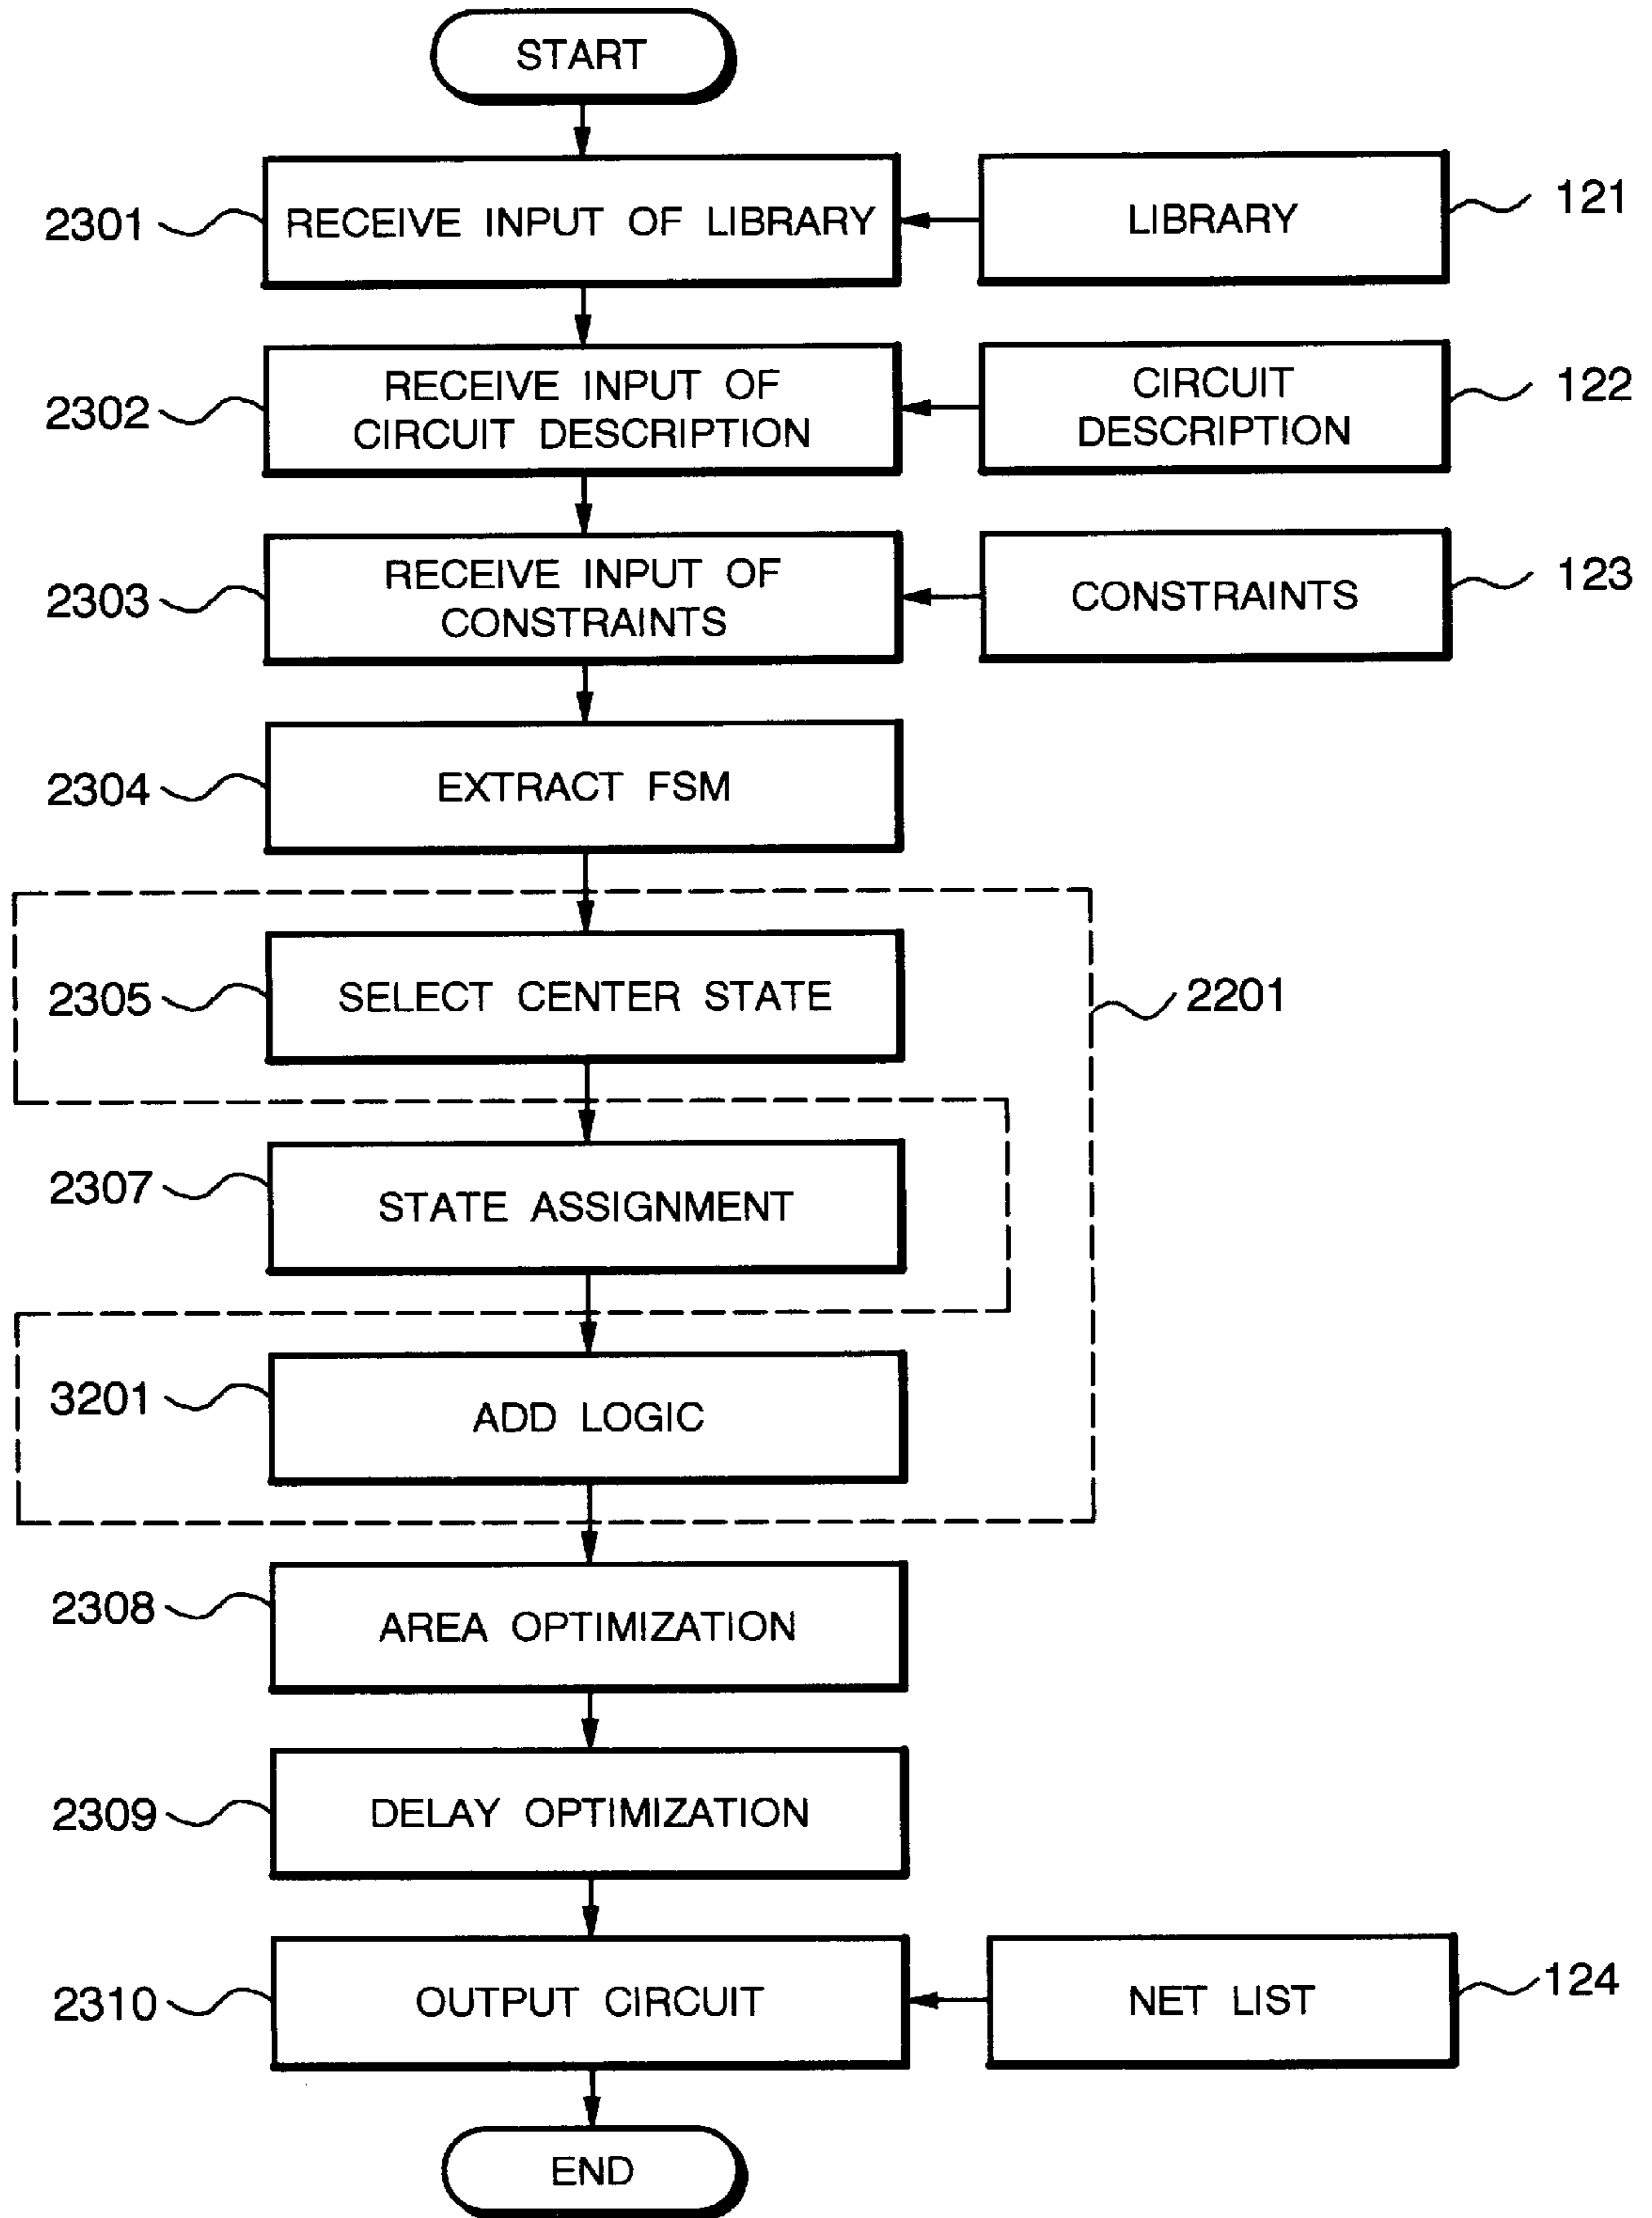 START
2301
RECEIVE INPUT OF LIBRARY
LIBRARY
121
2302
RECEIVE INPUT OF
CIRCUIT DESCRIPTION
CIRCUIT
DESCRIPTION
122
2303
RECEIVE INPUT OF
CONSTRAINTS
CONSTRAINTS
123
2304
EXTRACT FSM
2305
SELECT CENTER STATE
2201
2307
STATE ASSIGNMENT
3201
ADD LOGIC
2308
AREA OPTIMIZATION
2309
DELAY OPTIMIZATION
2310
OUTPUT CIRCUIT
NET LIST
124
END